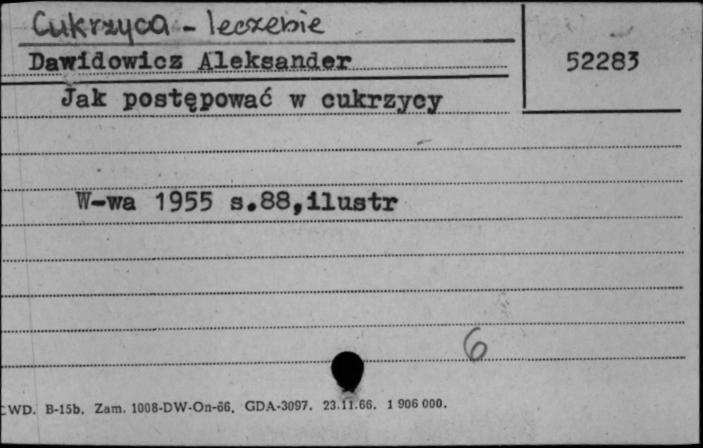 Cukrzyca - leczenie
Dawidowicz Aleksander
52283
Jak postępować w cukrzycy
W-wa 1955 s.88,ilustr
6
CWD. B-15b. Zam. 1008-DW-On-66. GDA-3097. 23.11.66. 1 906 000.